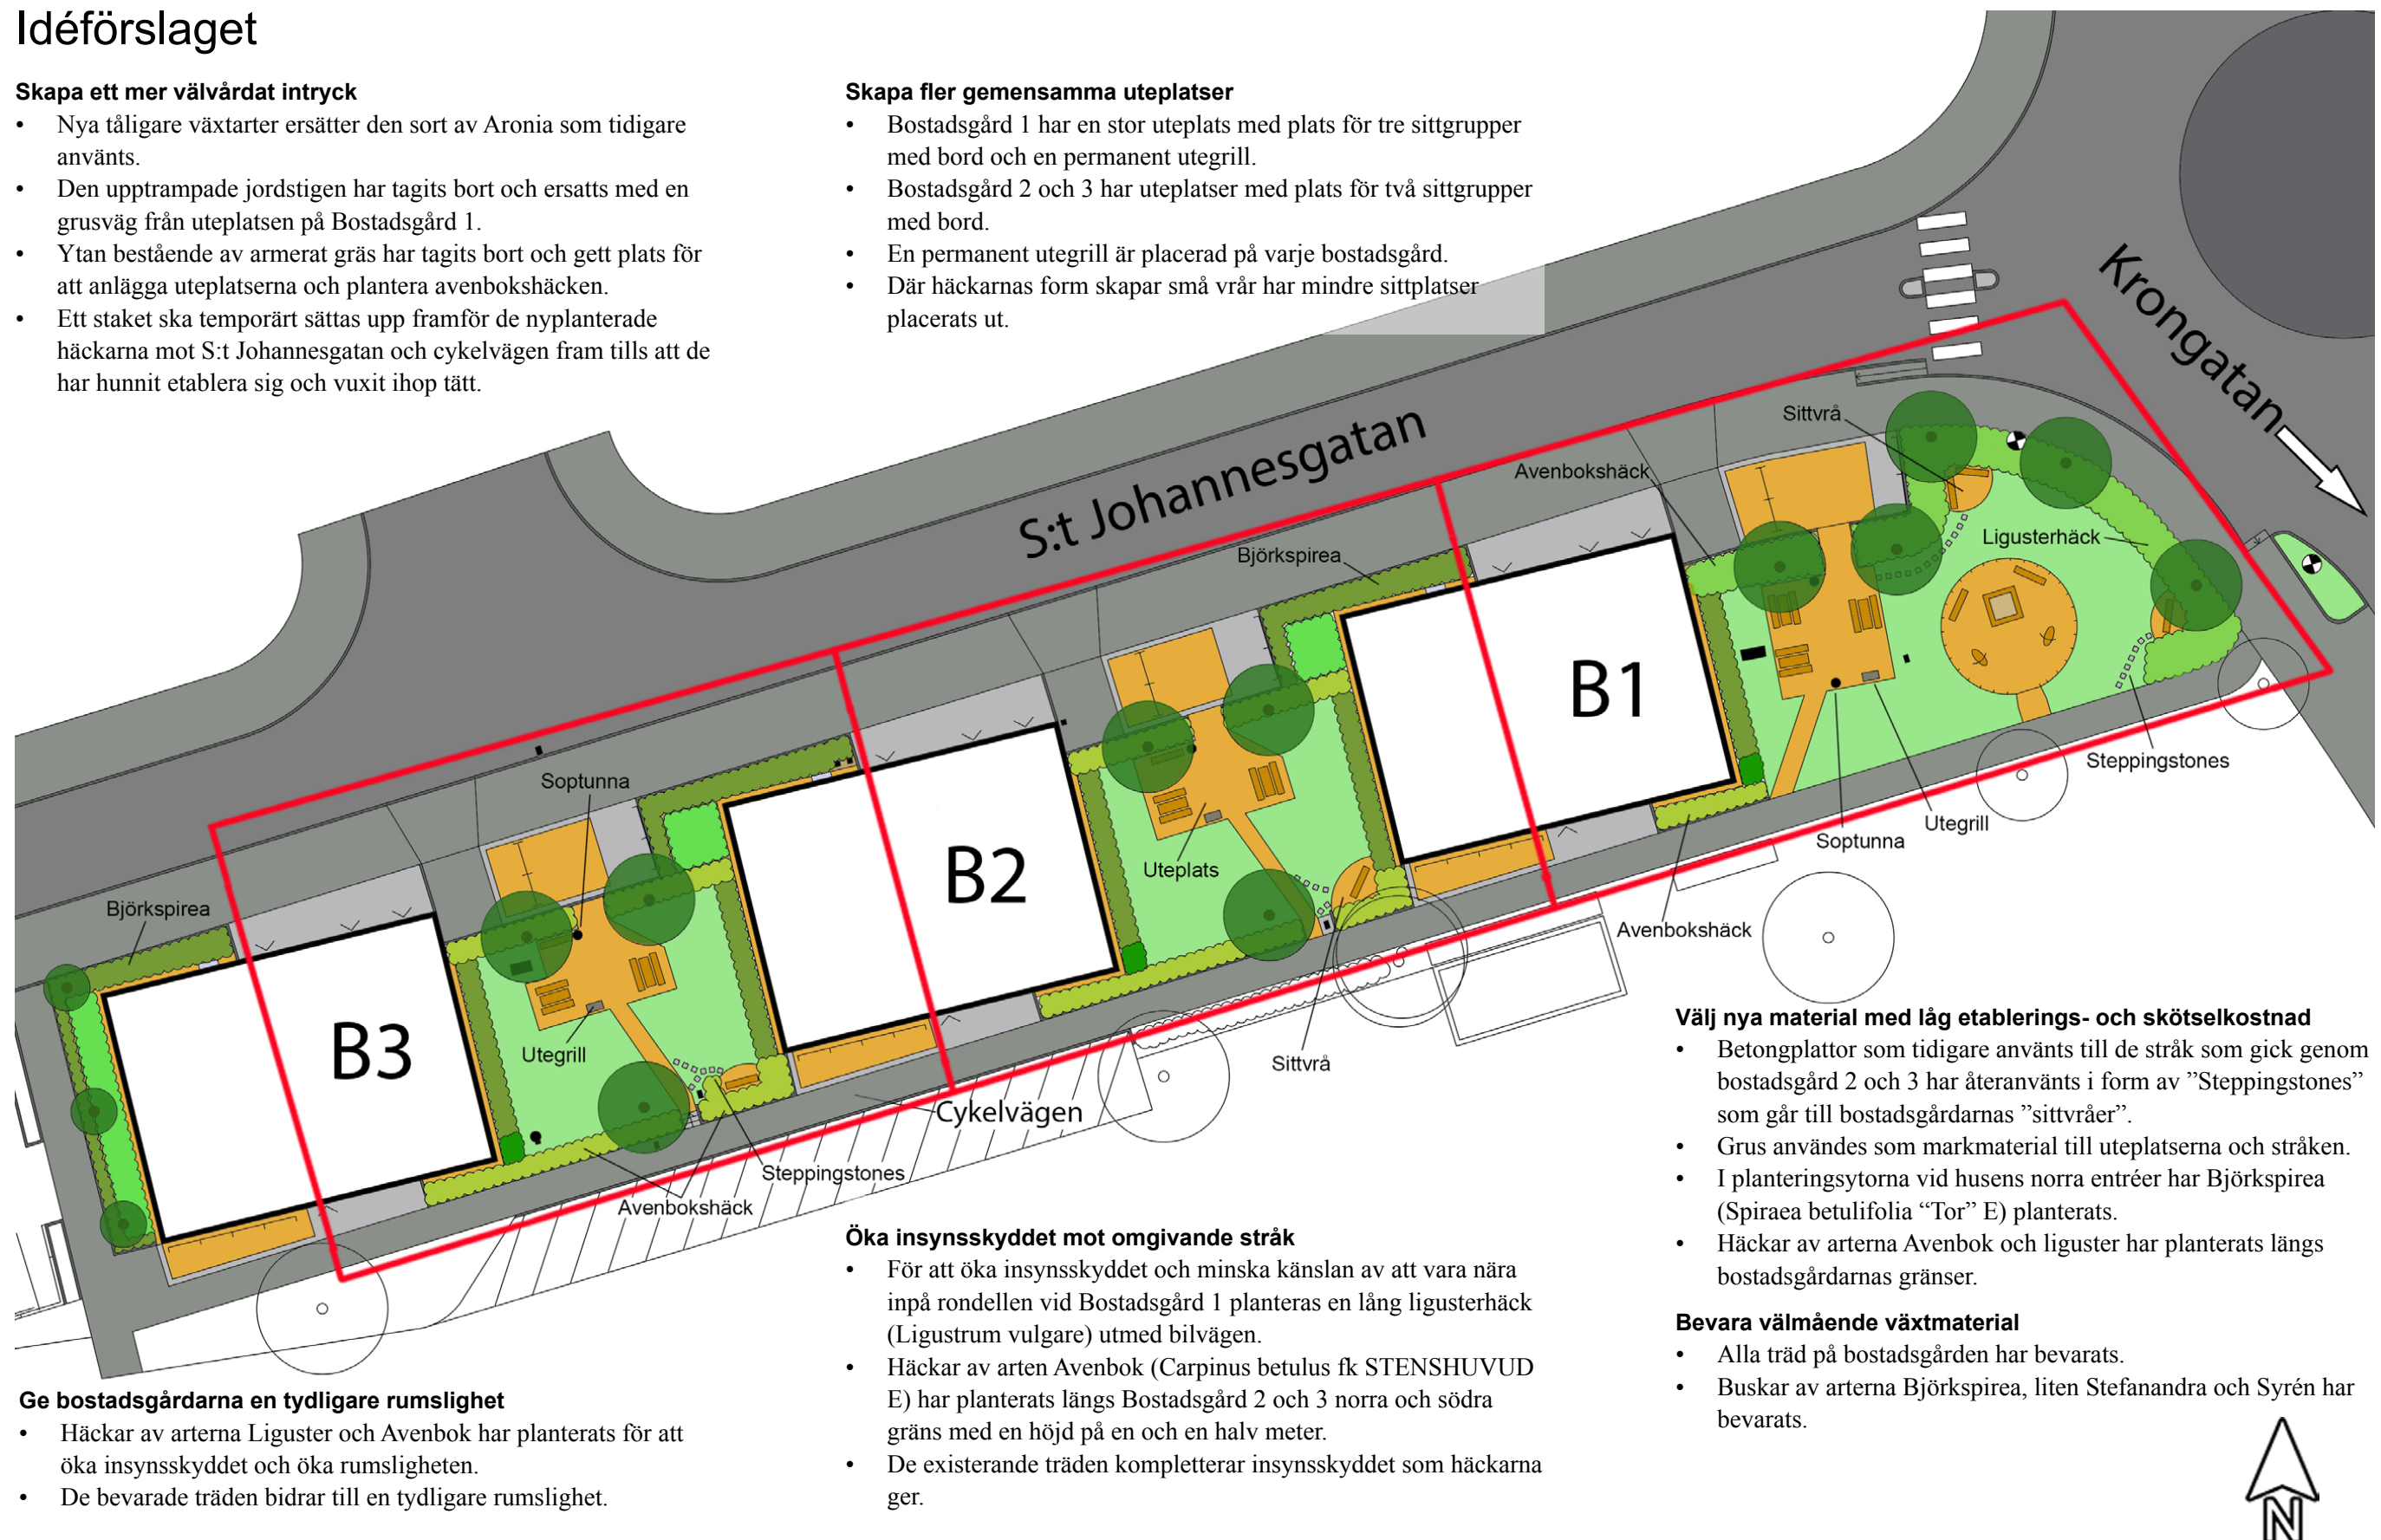 Idéförslaget
Skapa ett mer välvårdat intryck
• Nya tåligare växtarter ersätter den sort av Aronia som tidigare
använts.
• Den upptrampade jordstigen har tagits bort och ersatts med en
grusväg från uteplatsen på Bostadsgård 1.
• Ytan bestående av armerat gräs har tagits bort och gett plats för
att anlägga uteplatserna och plantera avenbokshäcken.
• Ett staket ska temporärt sättas upp framför de nyplanterade
häckarna mot S:t Johannesgatan och cykelvägen fram tills att de
har hunnit etablera sig och vuxit ihop tätt.
Skapa fler gemensamma uteplatser
• Bostadsgård 1 har en stor uteplats med plats för tre sittgrupper
med bord och en permanent utegrill.
• Bostadsgård 2 och 3 har uteplatser med plats för två sittgrupper
med bord.
• En permanent utegrill är placerad på varje bostadsgård.
• Där häckarnas form skapar små vrår har mindre sittplatser
placerats ut.
Krongatan
S:t Johannesgatan
Sittvrå
Avenbokshäck
Ligusterhäck
Björkspirea
B1
Steppingstones
Utegrill
Soptunna
Avenbokshäck
Soptunna
B2
Uteplats
Sittvrå
Björkspirea
B3
Utegrill
Cykelvägen
Steppingstones
Avenbokshäck
Välj nya material med låg etablerings- och skötselkostnad
• Betongplattor som tidigare använts till de stråk som gick genom
bostadsgård 2 och 3 har återanvänts i form av ”Steppingstones”
som går till bostadsgårdarnas ”sittvråer”.
• Grus användes som markmaterial till uteplatserna och stråken.
• I planteringsytorna vid husens norra entréer har Björkspirea
(Spiraea betulifolia “Tor” E) planterats.
• Häckar av arterna Avenbok och liguster har planterats längs
bostadsgårdarnas gränser.
Bevara välmående växtmaterial
• Alla träd på bostadsgården har bevarats.
• Buskar av arterna Björkspirea, liten Stefanandra och Syrén har
bevarats.
Öka insynsskyddet mot omgivande stråk
• För att öka insynsskyddet och minska känslan av att vara nära
inpå rondellen vid Bostadsgård 1 planteras en lång ligusterhäck
(Ligustrum vulgare) utmed bilvägen.
• Häckar av arten Avenbok (Carpinus betulus fk STENSHUVUD
E) har planterats längs Bostadsgård 2 och 3 norra och södra
gräns med en höjd på en och en halv meter.
• De existerande träden kompletterar insynsskyddet som häckarna
ger.
Ge bostadsgårdarna en tydligare rumslighet
• Häckar av arterna Liguster och Avenbok har planterats för att
öka insynsskyddet och öka rumsligheten.
• De bevarade träden bidrar till en tydligare rumslighet.
N